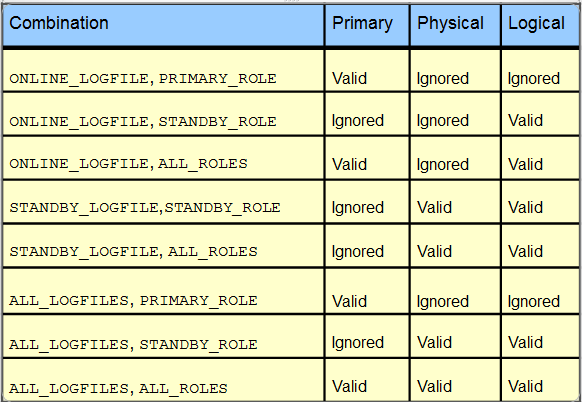 Combination Primary Physical Logical
ONLINE_LOGFILE, PRIMARY_ROLE Valid Ignored Ignored
ONLINE_LOGFILE, STANDBY_ROLE Ignored Ignored Valid
ONLINE_LOGFILE, ALL_ROLES Valid Ignored Valid
STANDBY_LOGFILE,STANDBY_ROLE Ignored Valid Valid
STANDBY_LOGFILE, ALL_ROLES Ignored Valid Valid
ALL_LOGFILES, PRIMARY_ROLE Valid Ignored Ignored
ALL_LOGFILES, STANDBY_ROLE Ignored Valid Valid
ALL_LOGFILES, ALL_ROLES Valid Valid Valid